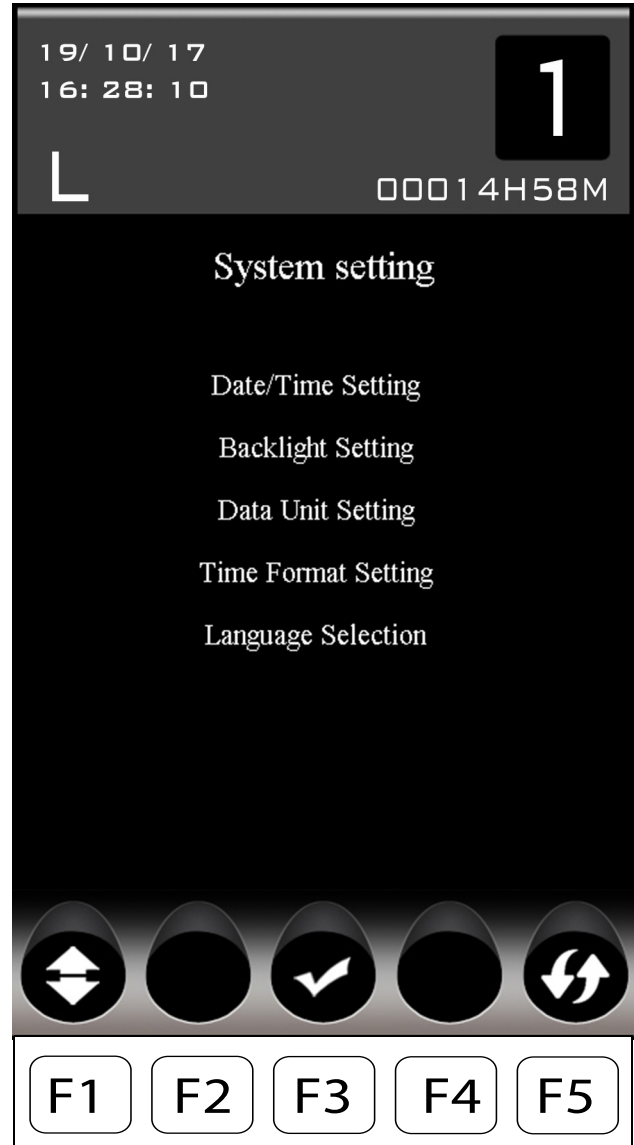 19/ 10/ 17
16: 28: 10
1
L
00014H58M
System setting
Date/Time Setting
Backlight Setting
Data Unit Setting
Time Format Setting
Language Selection
F1 F2 F3 F4 F5